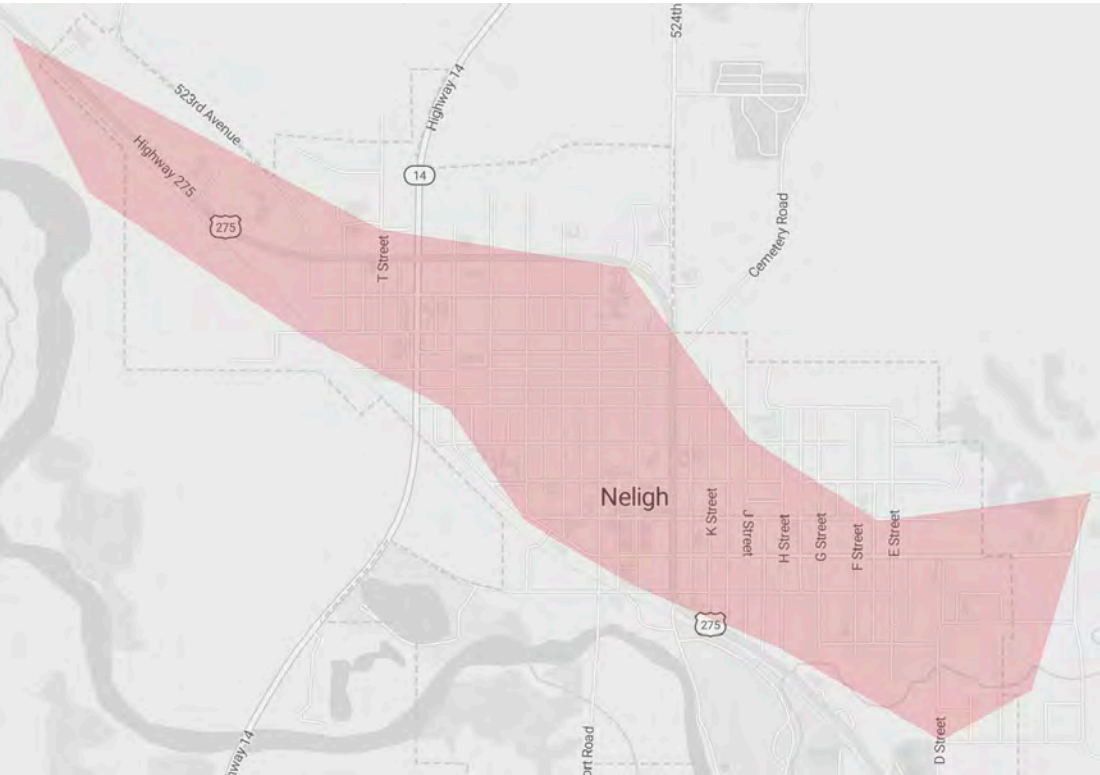 524th
Highway 14
523rd Avenue
Highway 275
14
275
T Street
Cemetery Road
Neligh
K Street
J Street
H Street
G Street
F Street
E Street
275
D Street
way 14
ort Road